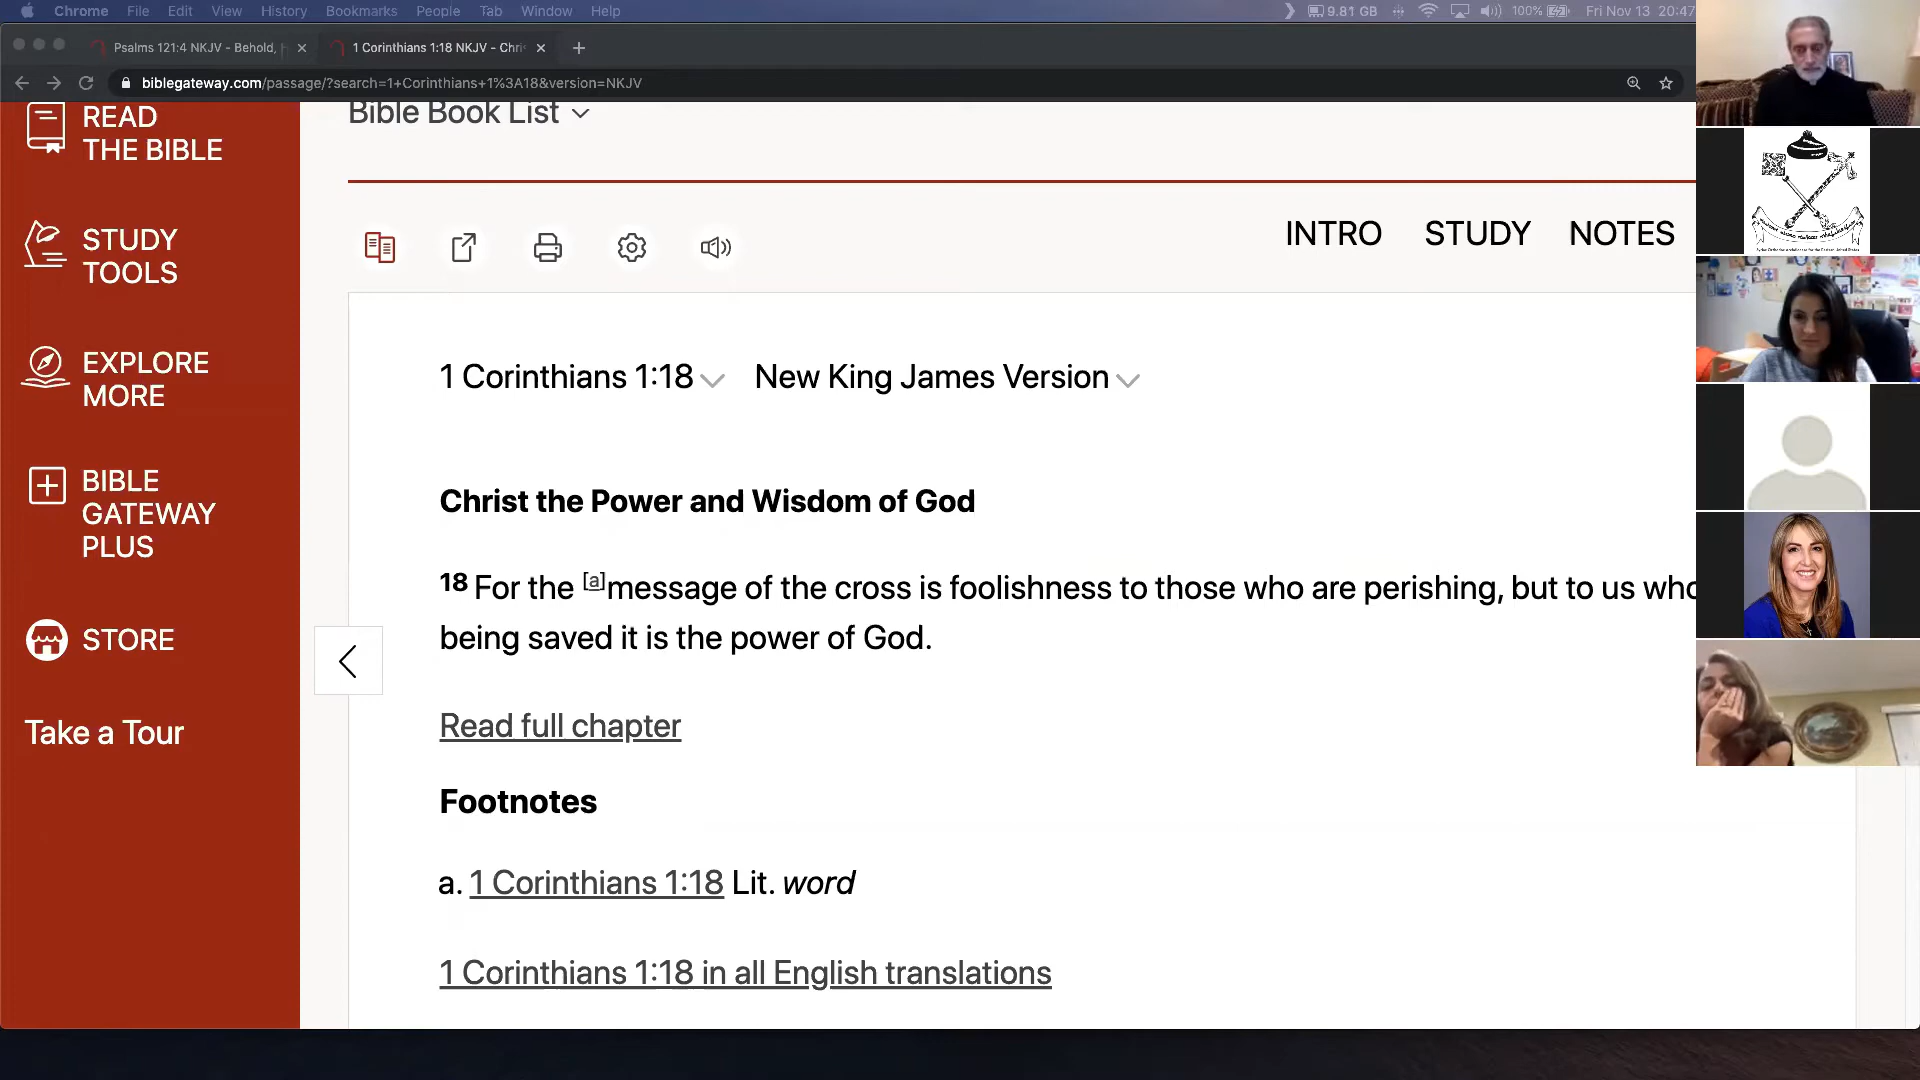 Chrome File Edit View History Bookmarks People Tab Window Help 9.81 GB 100% Fri Nov 13 20:47
Psalms 121:4 NKJV - Behold, 1 Corinthians 1:18 NKJV - Chri
biblegateway.com/passage/?search=1+Corinthians+1%3A18&version=NKJV
READ
THE BIBLE
STUDY
TOOLS
EXPLORE
MORE
BIBLE
GATEWAY
PLUS
STORE
Take a Tour
Bible Book List
INTRO STUDY NOTES
1 Corinthians 1:18 New King James Version
Christ the Power and Wisdom of God
18 For the [a]message of the cross is foolishness to those who are perishing, but to us who
being saved it is the power of God.
Read full chapter
Footnotes
a. 1 Corinthians 1:18 Lit. word
1 Corinthians 1:18 in all English translations